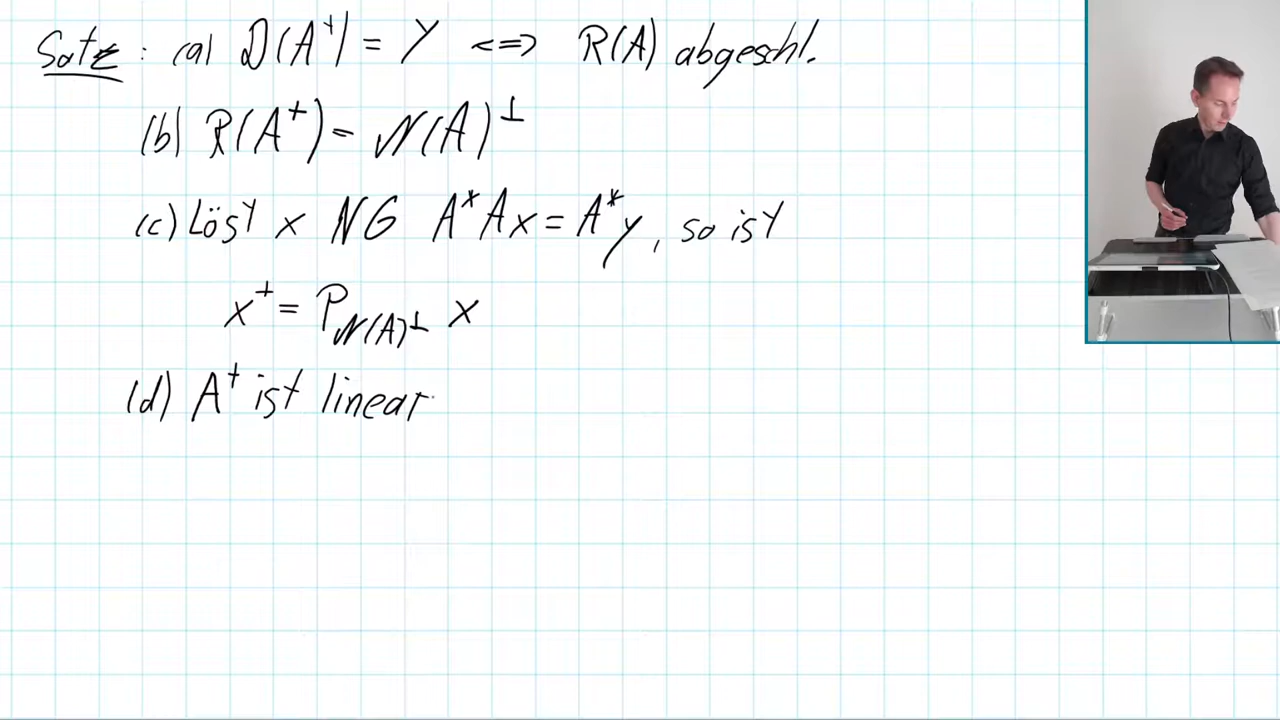 Satz: (a) D(A⁺) = Y ⟺ R(A) abgeschl.
(b) R(A⁺) = N(A)^⊥
(c) Löst x NG A*Ax = A*y, so ist
x⁺ = P_{N(A)^⊥} x
(d) A⁺ ist linear